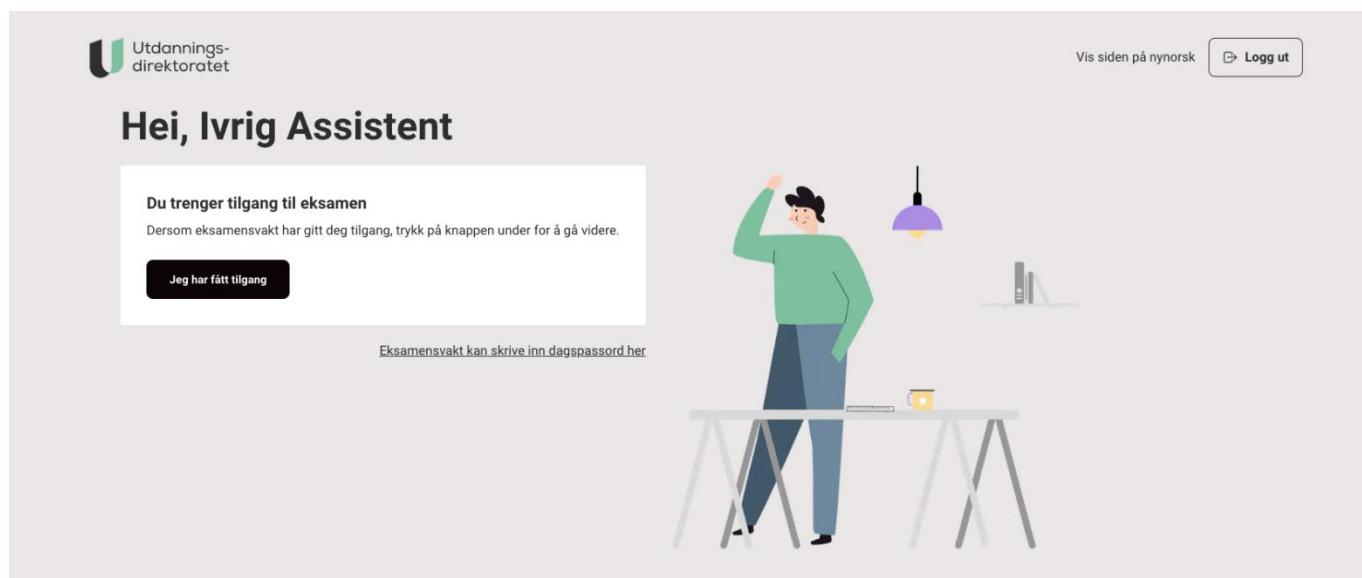 Utdannings-
direktoratet
Vis siden på nynorsk
Logg ut
Hei, Ivrig Assistent
Du trenger tilgang til eksamen
Dersom eksamensvakt har gitt deg tilgang, trykk på knappen under for å gå videre.
Jeg har fått tilgang
Eksamensvakt kan skrive inn dagspassord her